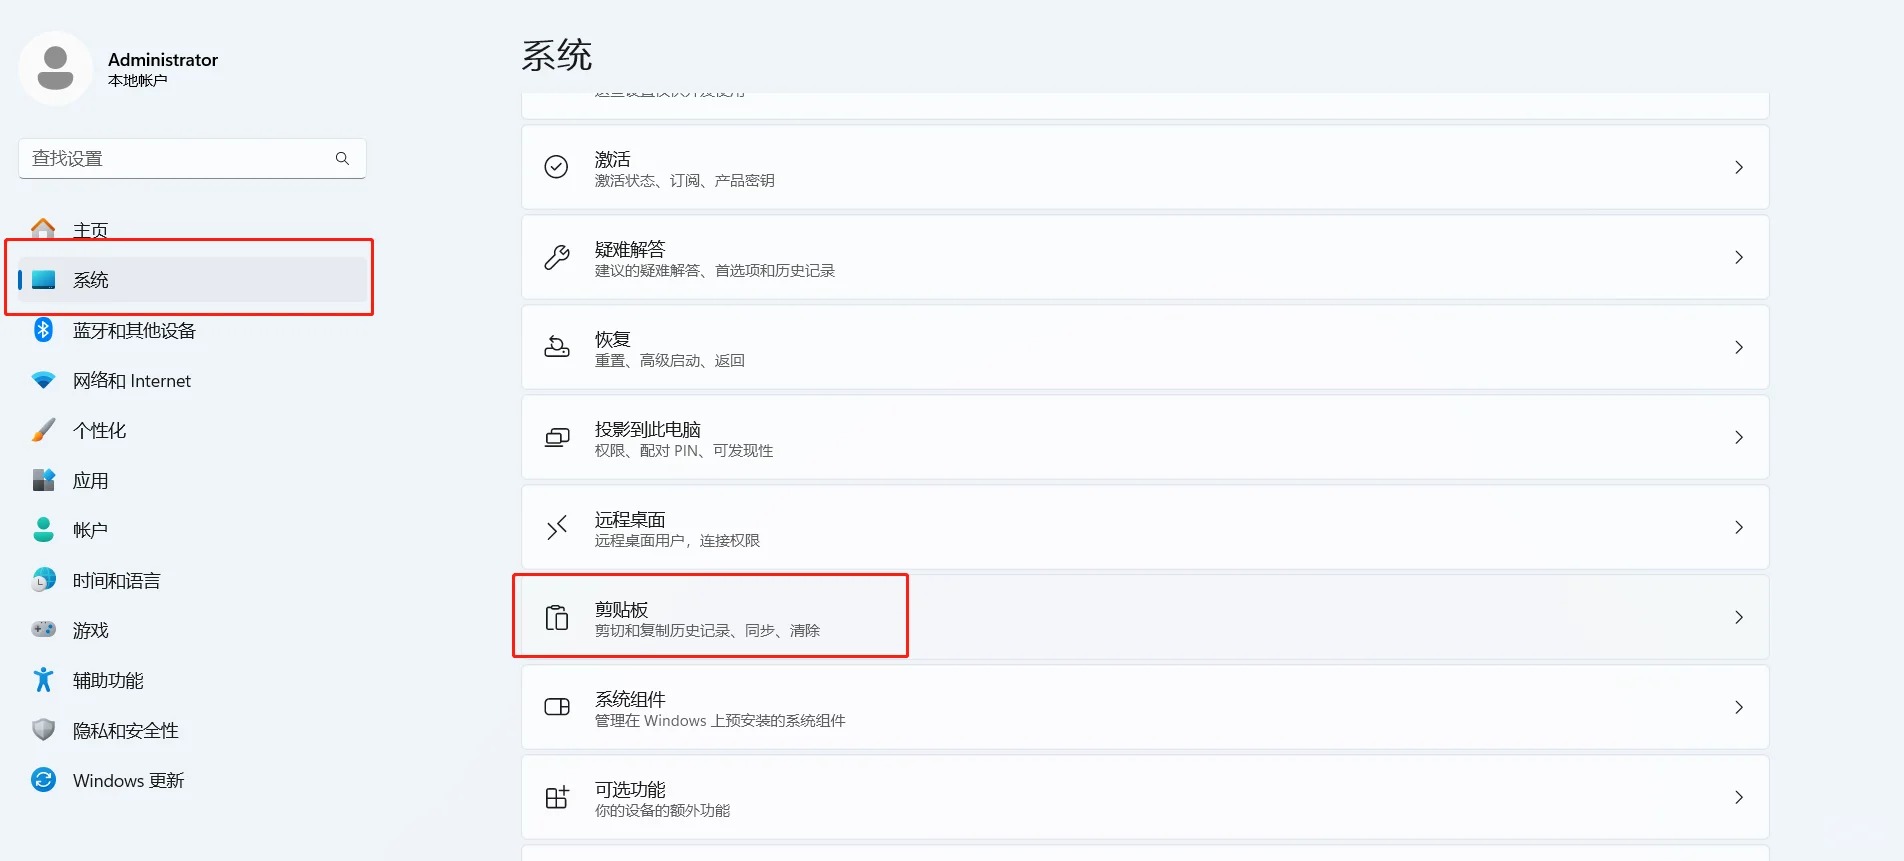 Administrator
本地帐户
查找设置
主页
系统
蓝牙和其他设备
网络和 Internet
个性化
应用
帐户
时间和语言
游戏
辅助功能
隐私和安全性
Windows 更新
系统
激活
激活状态、订阅、产品密钥
疑难解答
建议的疑难解答、首选项和历史记录
恢复
重置、高级启动、返回
投影到此电脑
权限、配对 PIN、可发现性
远程桌面
远程桌面用户，连接权限
剪贴板
剪切和复制历史记录、同步、清除
系统组件
管理在 Windows 上预安装的系统组件
可选功能
你的设备的额外功能